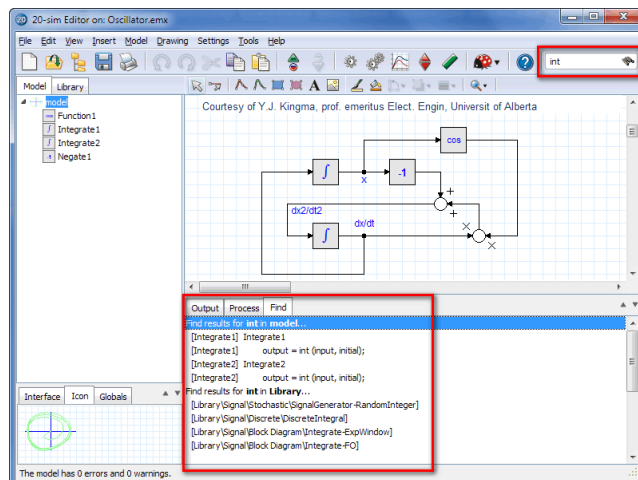 20-sim Editor on: Oscillator.emx
File Edit View Insert Model Drawing Settings Tools Help
int
Model Library
model
Function1
Integrate1
Integrate2
Negate1
Courtesy of Y.J. Kingma, prof. emeritus Elect. Engin, Universit of Alberta
cos
∫
x
-1
+
+
dx2/dt2
dx/dt
∫
×
×
Output Process Find
Find results for int in model...
[Integrate1] Integrate1
[Integrate1] output = int (input, initial);
[Integrate2] Integrate2
[Integrate2] output = int (input, initial);
Find results for int in Library...
[Library\Signal\Stochastic\SignalGenerator-RandomInteger]
[Library\Signal\Discrete\DiscreteIntegral]
[Library\Signal\Block Diagram\Integrate-ExpWindow]
[Library\Signal\Block Diagram\Integrate-FO]
Interface Icon Globals
The model has 0 errors and 0 warnings.